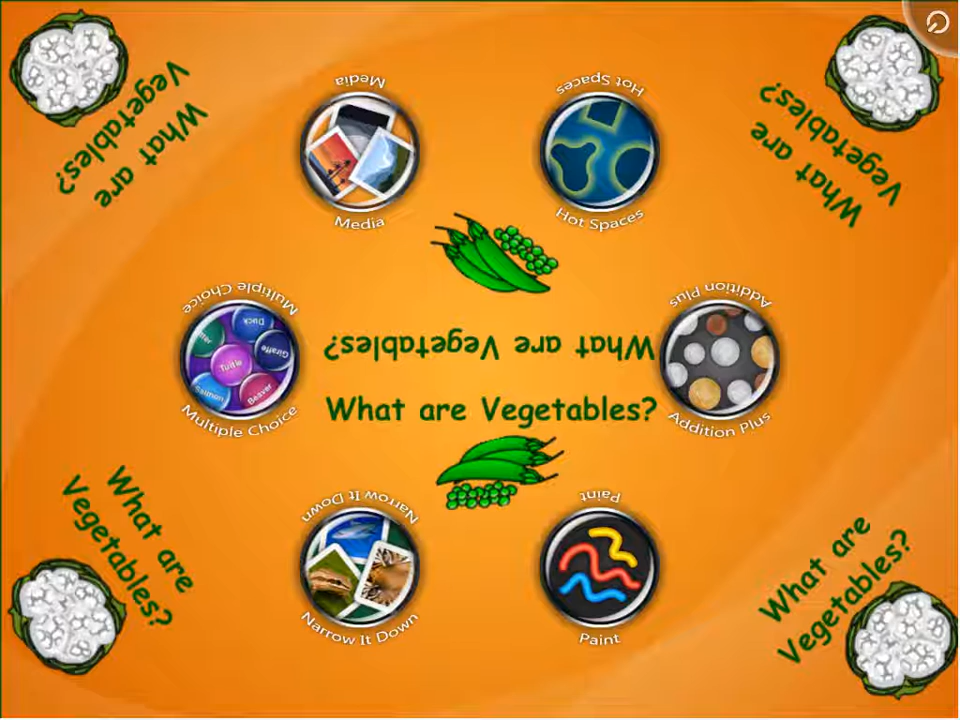 What are
Vegetables?
What are
Vegetables?
Media
Media
Hot Spaces
Hot Spaces
Multiple Choice
Duck
Giraffe
Turtle
Beaver
Multiple Choice
Addition Plus
Addition Plus
What are Vegetables?
What are Vegetables?
Narrow It Down
Narrow It Down
Paint
Paint
What are
Vegetables?
What are
Vegetables?